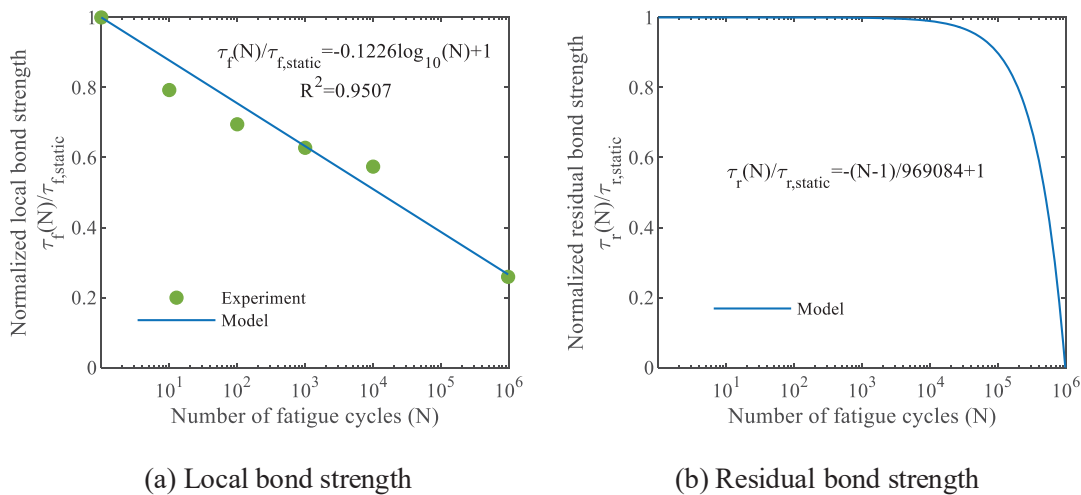 Normalized local bond strength
τf(N)/τf,static
1
0.8
0.6
0.4
0.2
0
τf(N)/τf,static=-0.1226log10(N)+1
R2=0.9507
Experiment
Model
10^1 10^2 10^3 10^4 10^5 10^6
Number of fatigue cycles (N)
(a) Local bond strength
Normalized residual bond strength
τr(N)/τr,static
1
0.8
0.6
0.4
0.2
0
τr(N)/τr,static=-(N-1)/969084+1
Model
10^1 10^2 10^3 10^4 10^5 10^6
Number of fatigue cycles (N)
(b) Residual bond strength